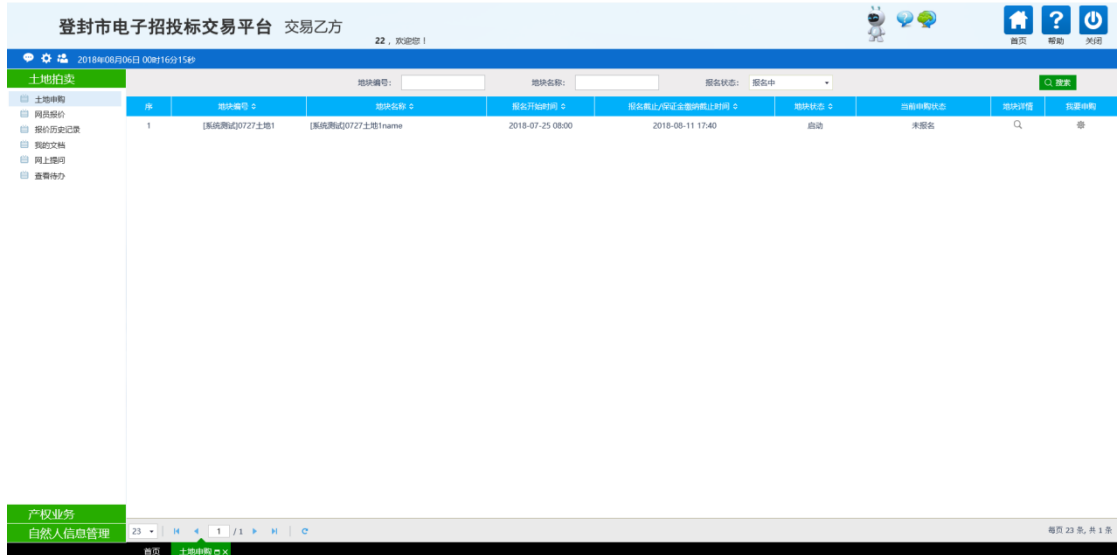 登封市电子招投标交易平台 交易乙方
22，欢迎您！
首页 帮助 关闭
2018年08月06日 00时16分15秒
土地拍卖
地块编号： 地块名称： 报名状态： 报名中 搜索
土地申购
网员报价
报价历史记录
我的文档
网上提问
查看待办
序 地块编号 地块名称 报名开始时间 报名截止/保证金缴纳截止时间 地块状态 当前申购状态 地块详情 我要申购
1 [系统测试]0727土地1 [系统测试]0727土地1name 2018-07-25 08:00 2018-08-11 17:40 启动 未报名
产权业务
自然人信息管理
23 1 / 1 每页 23 条, 共 1 条
首页 土地申购